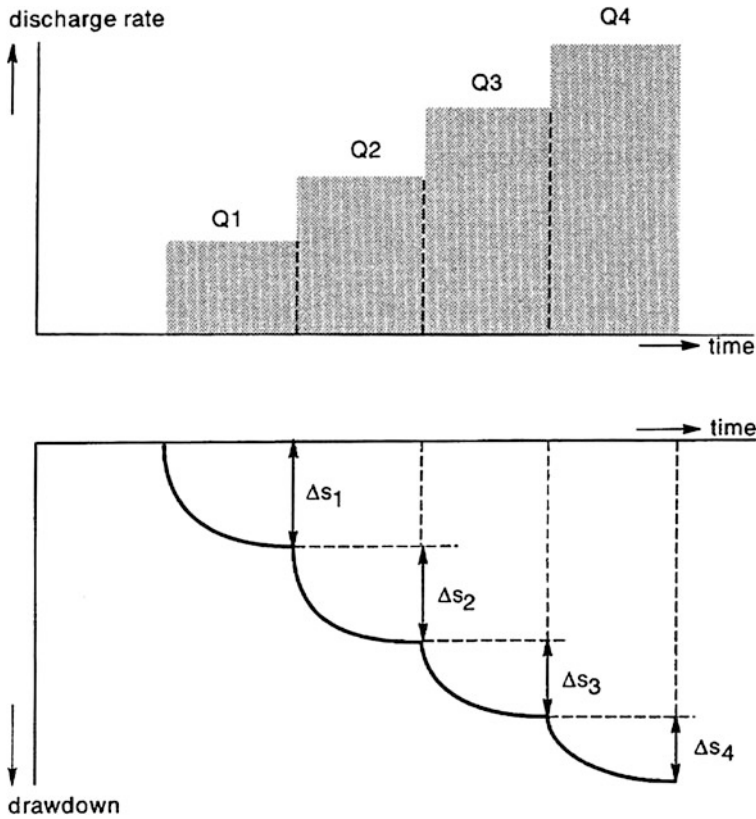 discharge rate
Q4
Q3
Q2
Q1
time
time
Δs1
Δs2
Δs3
Δs4
drawdown